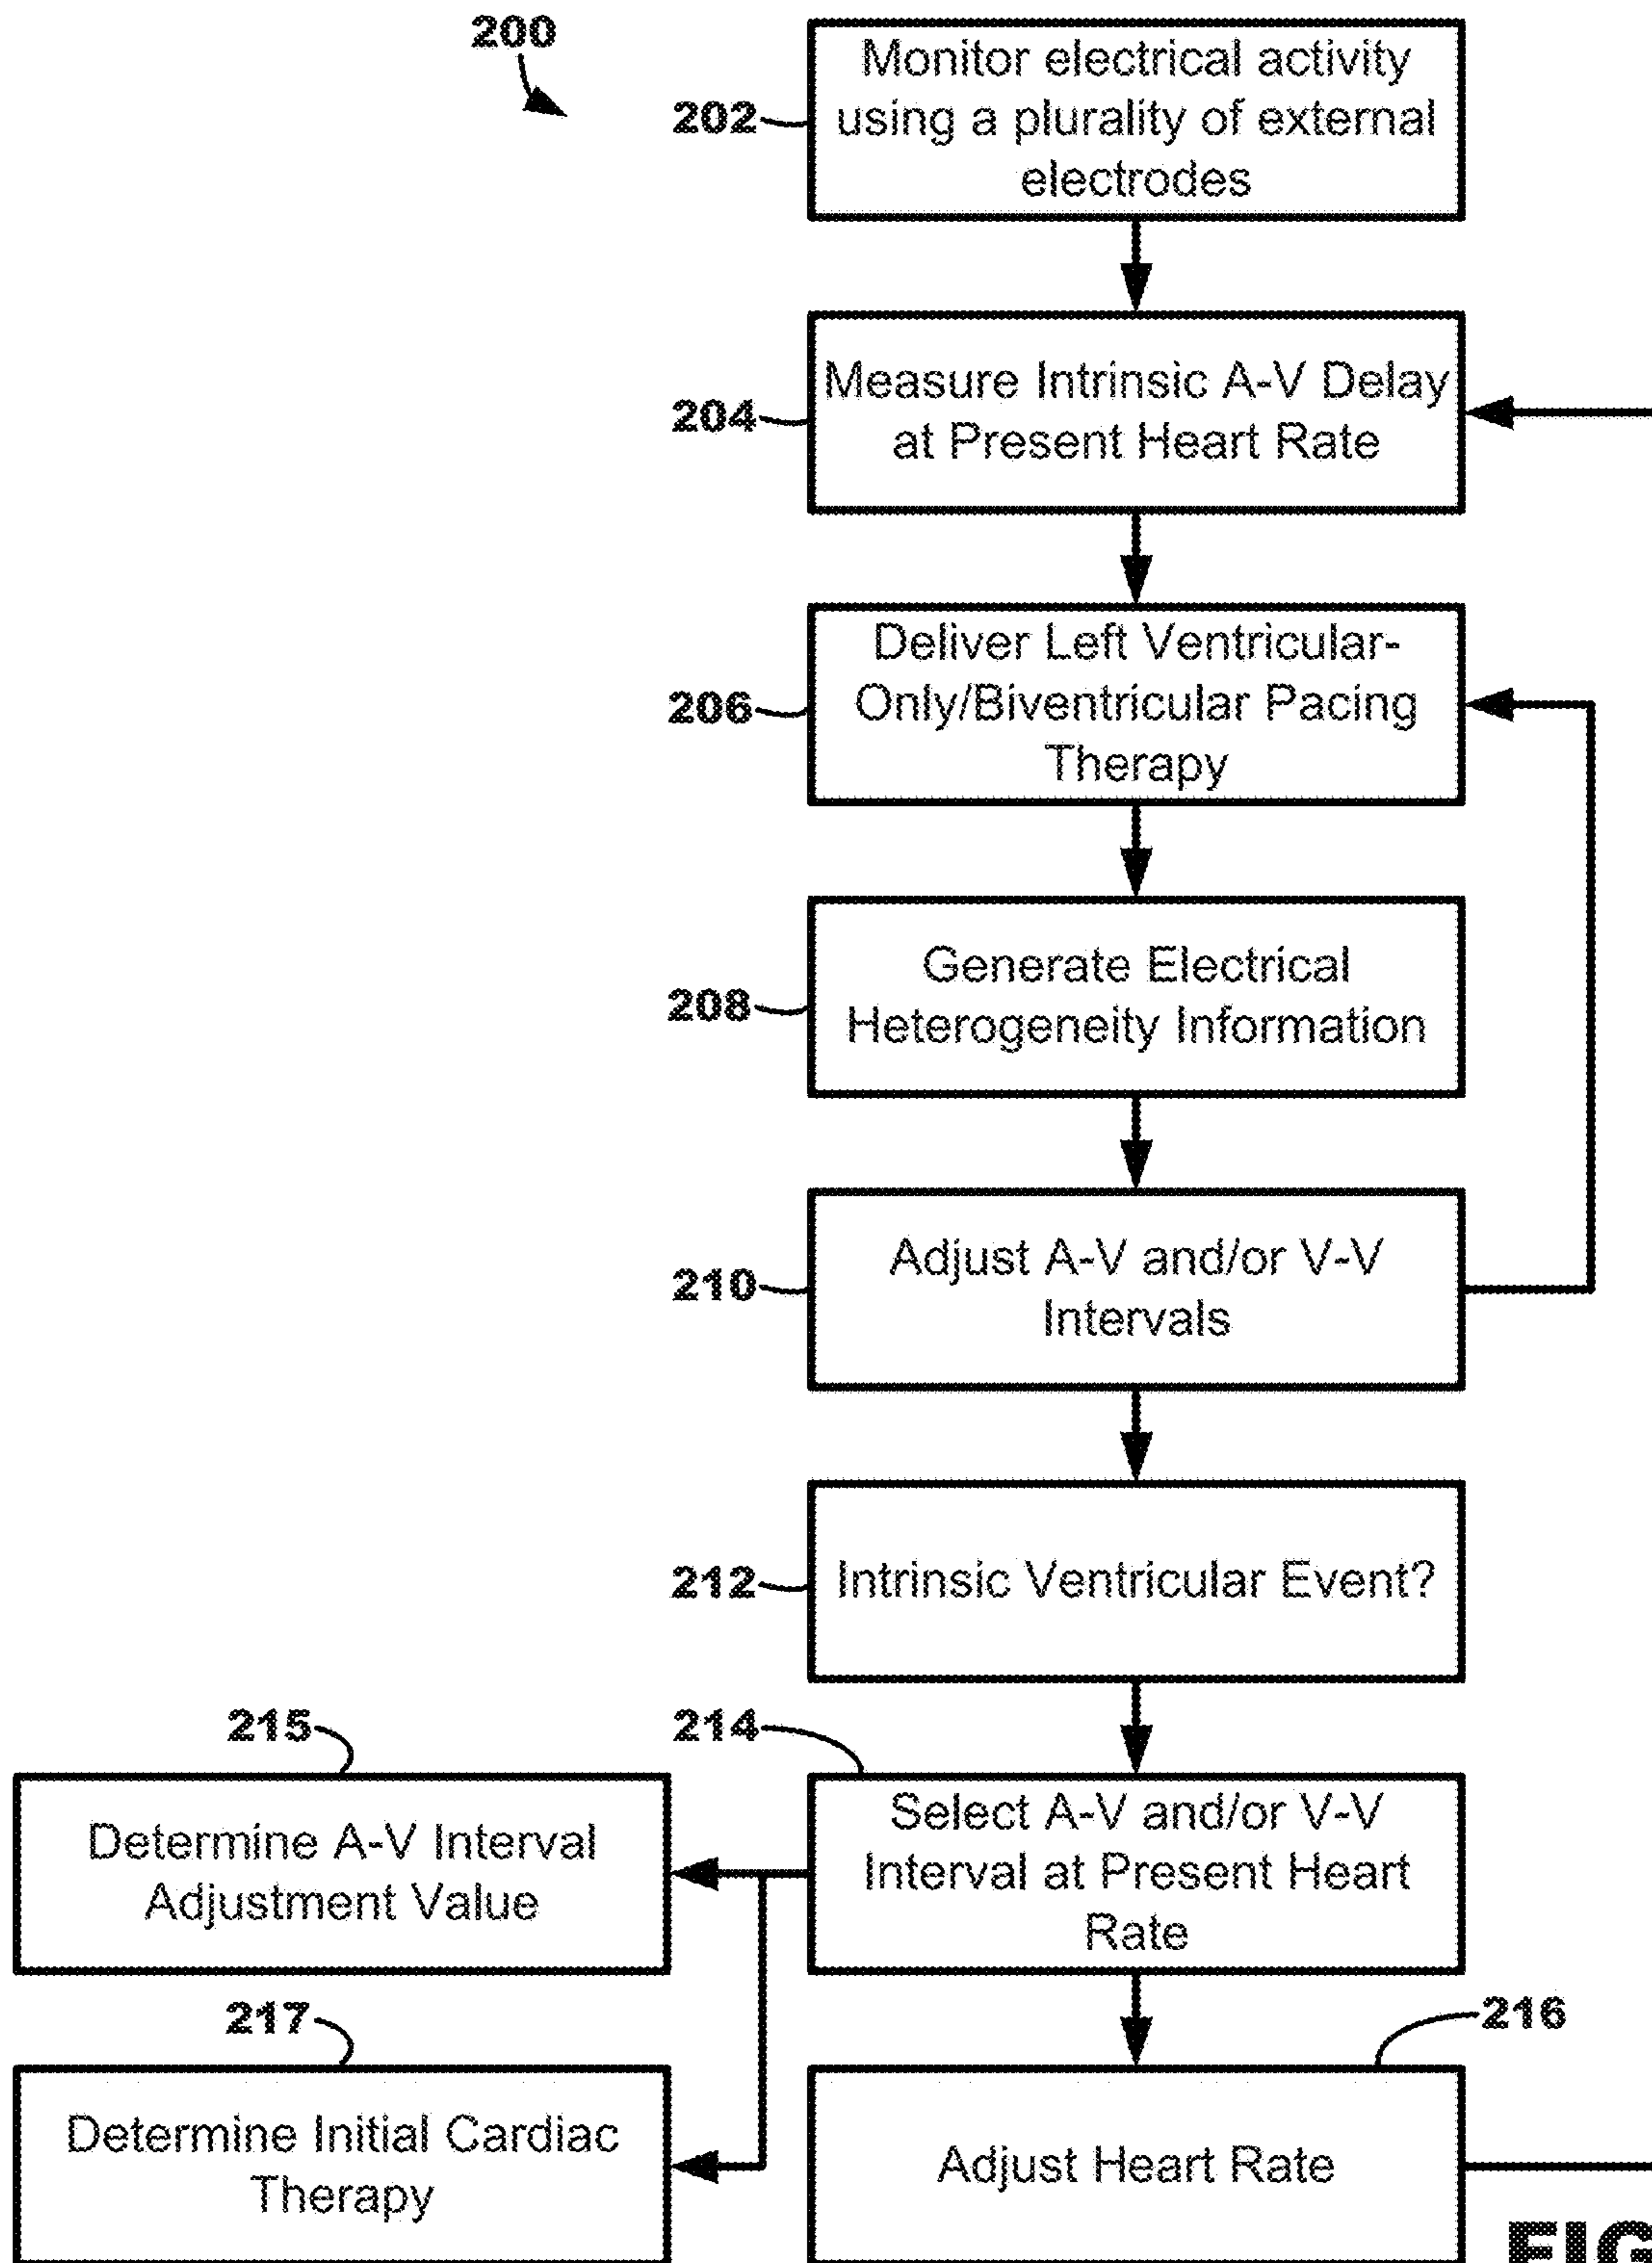 200
202
Monitor electrical activity
using a plurality of external
electrodes
204
Measure Intrinsic A-V Delay
at Present Heart Rate
206
Deliver Left Ventricular-
Only/Biventricular Pacing
Therapy
208
Generate Electrical
Heterogeneity Information
210
Adjust A-V and/or V-V
Intervals
212
Intrinsic Ventricular Event?
215
Determine A-V Interval
Adjustment Value
214
Select A-V and/or V-V
Interval at Present Heart
Rate
217
Determine Initial Cardiac
Therapy
216
Adjust Heart Rate